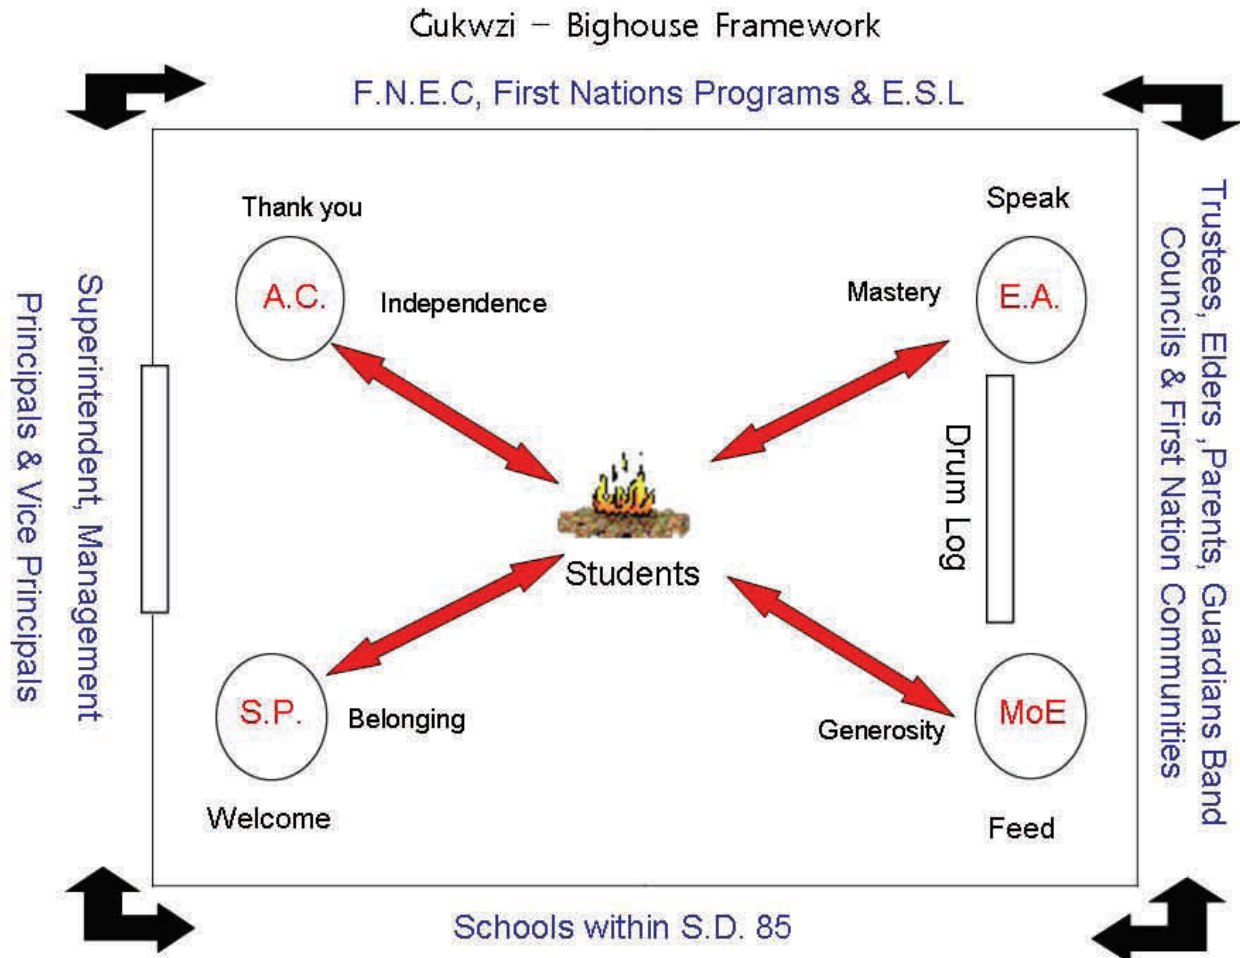 Ǥukwzi – Bighouse Framework
F.N.E.C, First Nations Programs & E.S.L
Thank you
A.C.
Independence
Speak
Mastery
E.A.
Superintendent, Management
Principals & Vice Principals
Students
Drum Log
Trustees, Elders ,Parents, Guardians Band
Councils & First Nation Communities
S.P.
Belonging
Welcome
Generosity
MoE
Feed
Schools within S.D. 85